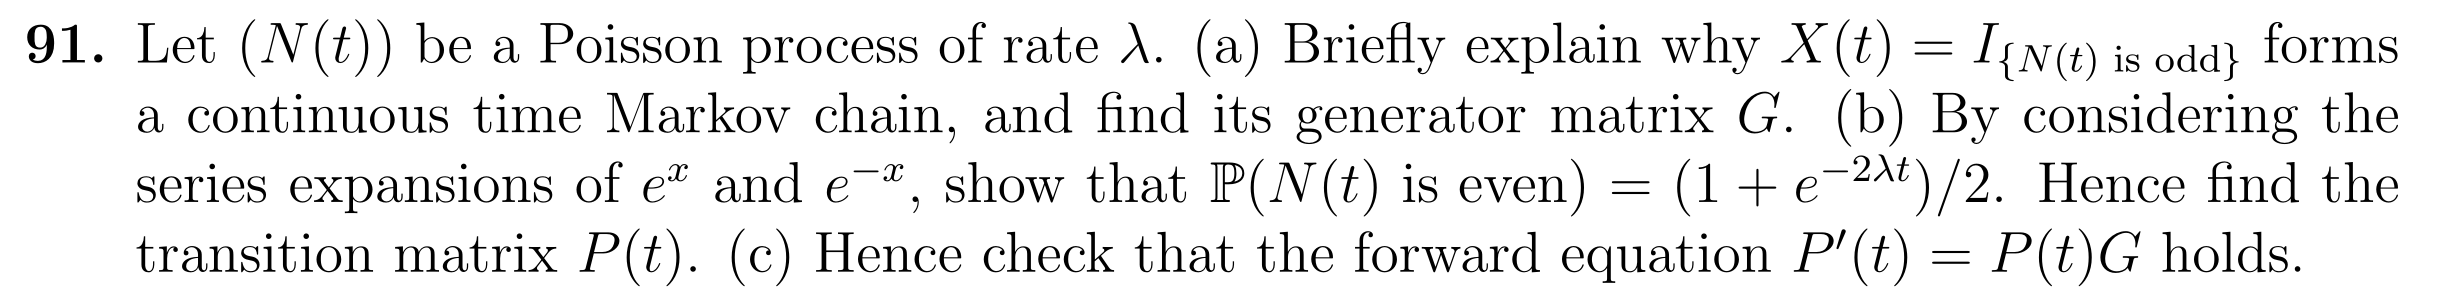 91. Let (N(t)) be a Poisson process of rate λ. (a) Briefly explain why X(t) = I_{N(t) is odd} forms
a continuous time Markov chain, and find its generator matrix G. (b) By considering the
series expansions of e^x and e^{−x}, show that ℙ(N(t) is even) = (1 + e^{−2λt})/2. Hence find the
transition matrix P(t). (c) Hence check that the forward equation P′(t) = P(t)G holds.